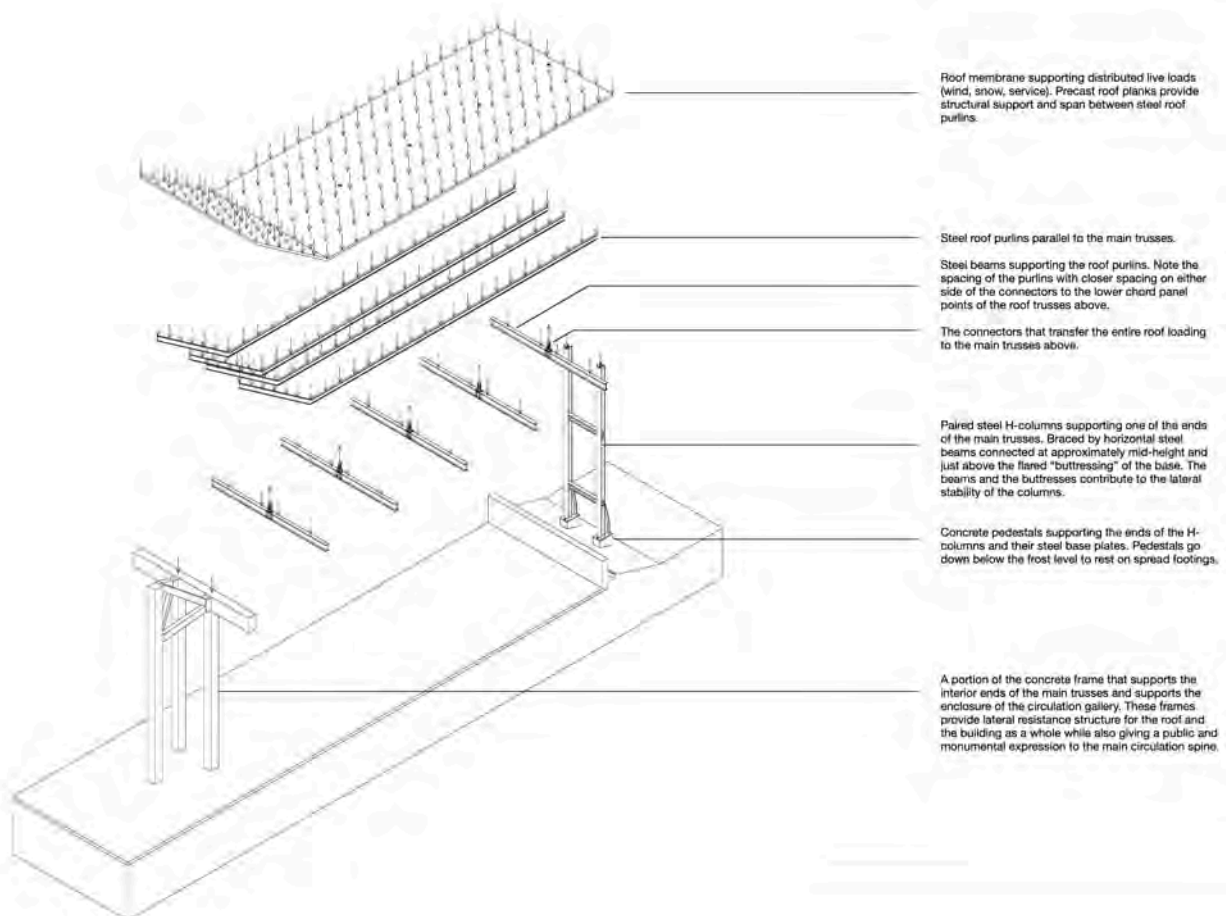 Roof membrane supporting distributed live loads
(wind, snow, service). Precast roof planks provide
structural support and span between steel roof
purlins.
Steel roof purlins parallel to the main trusses.
Steel beams supporting the roof purlins. Note the
spacing of the purlins with closer spacing on either
side of the connectors to the lower chord panel
points of the roof trusses above.
The connectors that transfer the entire roof loading
to the main trusses above.
Paired steel H-columns supporting one of the ends
of the main trusses. Braced by horizontal steel
beams connected at approximately mid-height and
just above the flared "buttressing" of the base. The
beams and the buttresses contribute to the lateral
stability of the columns.
Concrete pedestals supporting the ends of the H-
columns and their steel base plates. Pedestals go
down below the frost level to rest on spread footings.
A portion of the concrete frame that supports the
interior ends of the main trusses and supports the
enclosure of the circulation gallery. These frames
provide lateral resistance structure for the roof and
the building as a whole while also giving a public and
monumental expression to the main circulation spine.